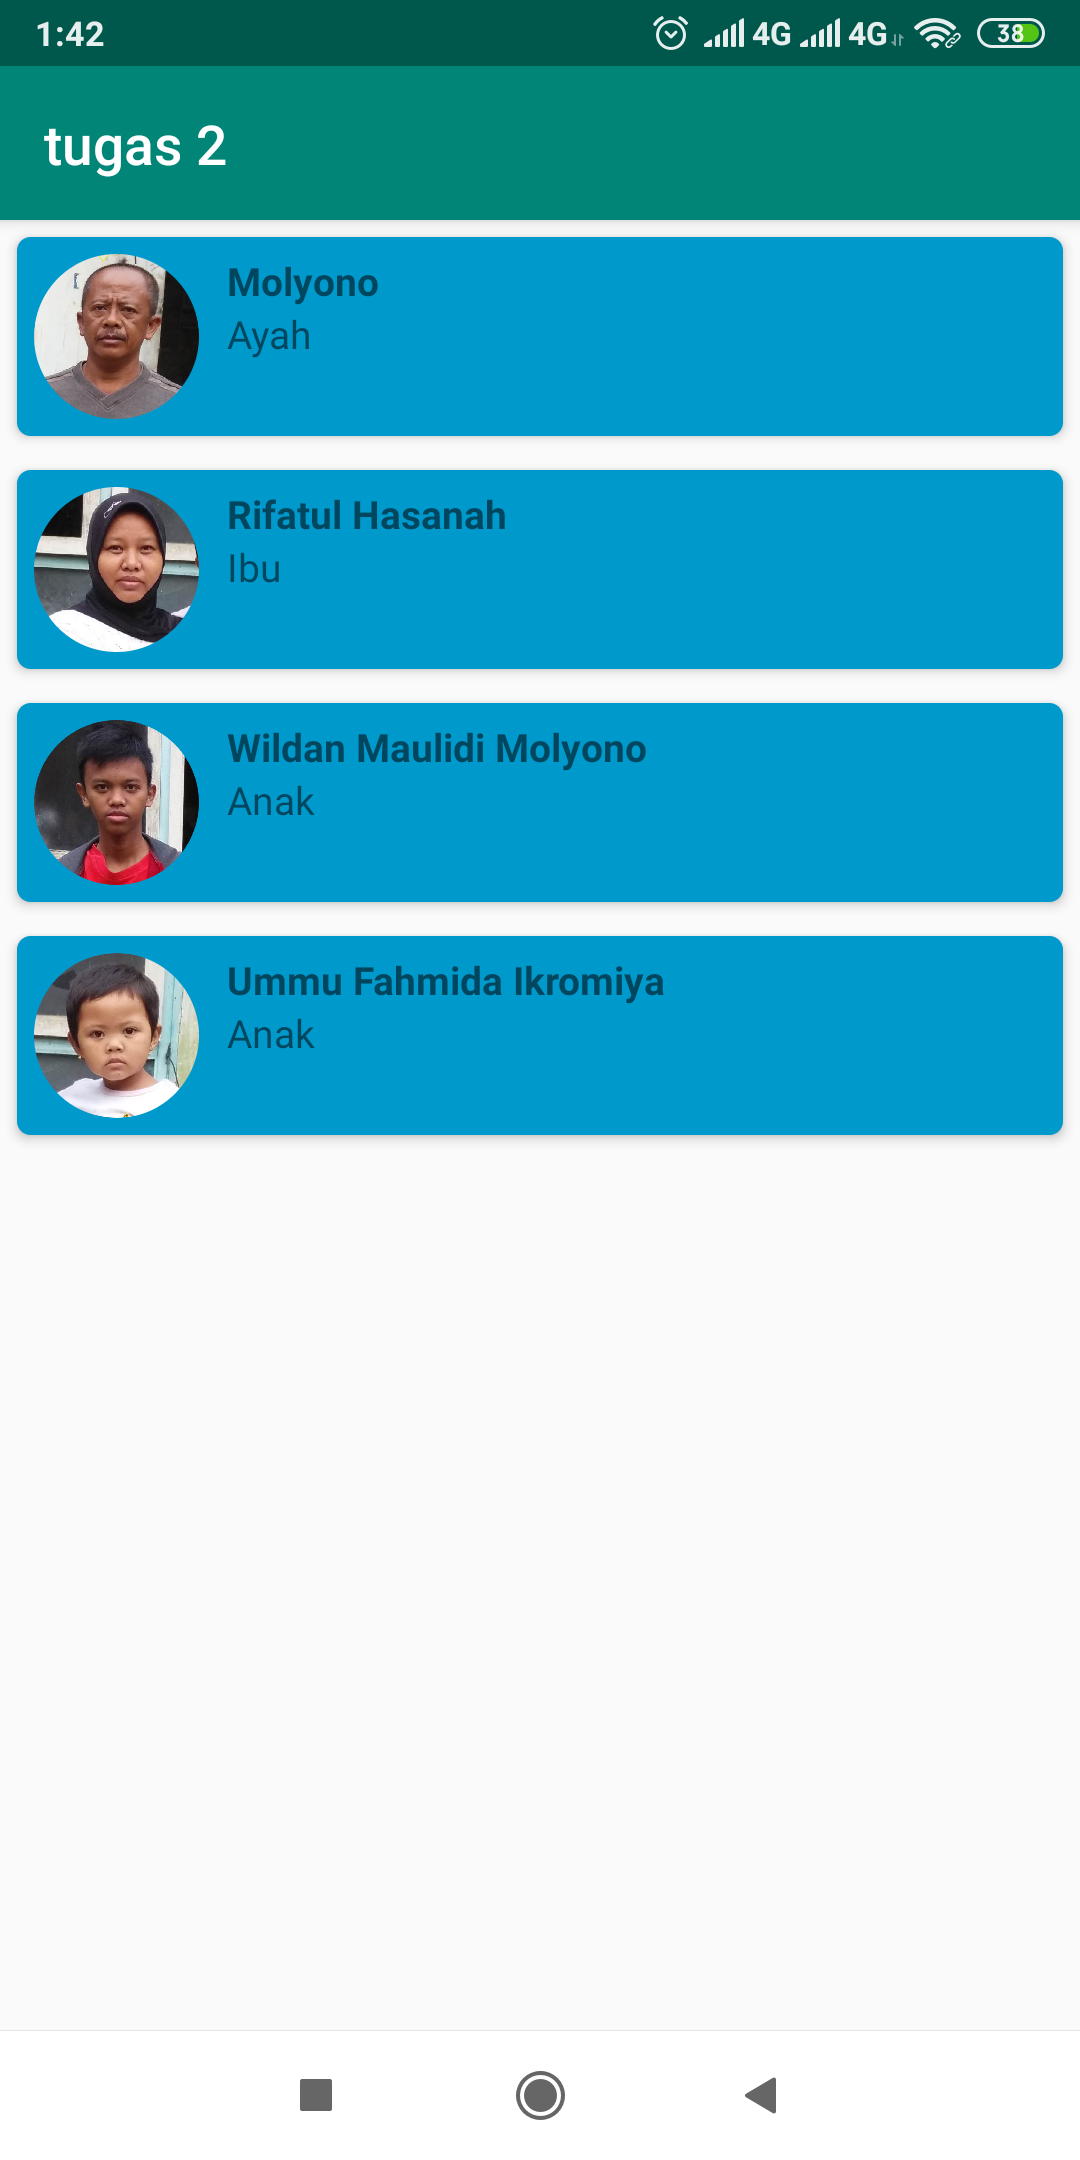 1:42 4G 4G 38
tugas 2
Molyono
Ayah
Rifatul Hasanah
Ibu
Wildan Maulidi Molyono
Anak
Ummu Fahmida Ikromiya
Anak